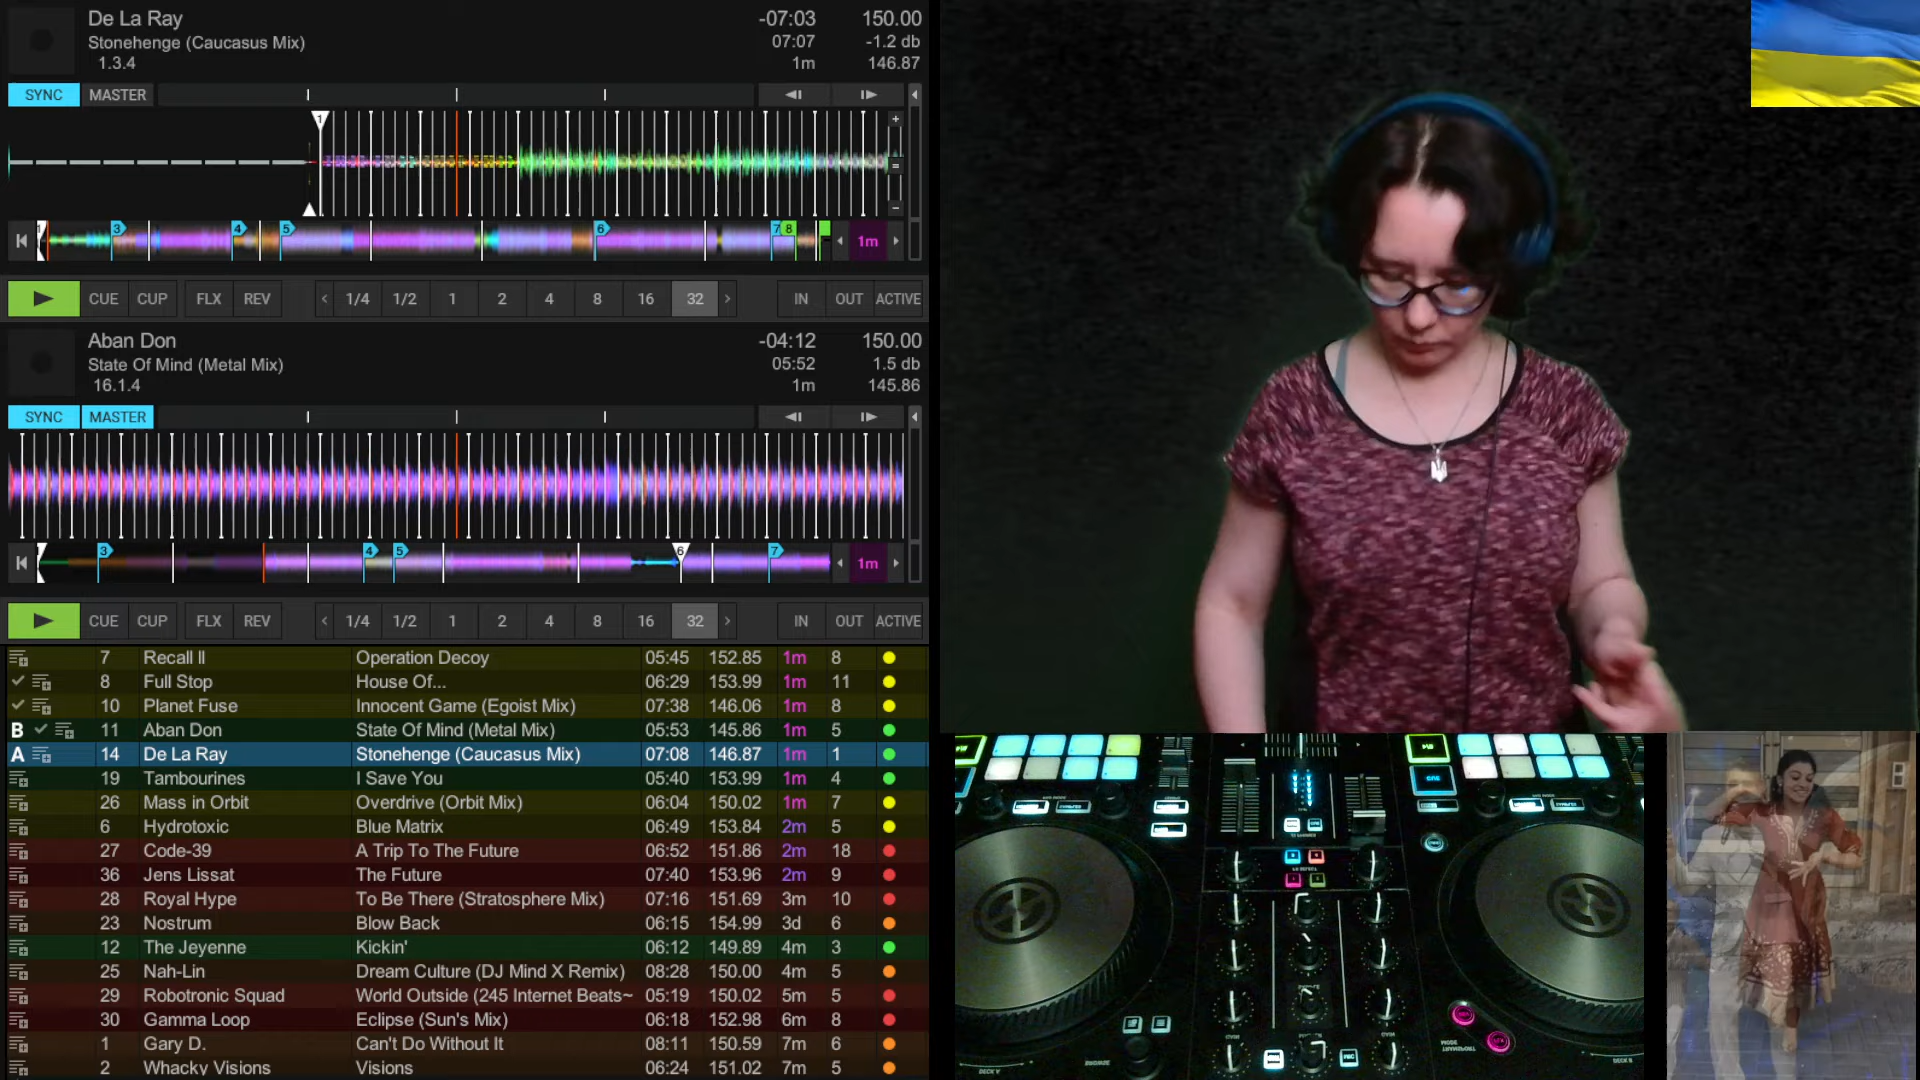 De La Ray -07:03 150.00
Stonehenge (Caucasus Mix) 07:07 -1.2 db
1.3.4 1m 146.87
SYNC MASTER
1
1 3 4 5 6 7 8 1m
CUE CUP FLX REV 1/4 1/2 1 2 4 8 16 32 IN OUT ACTIVE
Aban Don -04:12 150.00
State Of Mind (Metal Mix) 05:52 1.5 db
16.1.4 1m 145.86
SYNC MASTER
3 4 5 6 7 1m
CUE CUP FLX REV 1/4 1/2 1 2 4 8 16 32 IN OUT ACTIVE
7 Recall II Operation Decoy 05:45 152.85 1m 8
8 Full Stop House Of... 06:29 153.99 1m 11
10 Planet Fuse Innocent Game (Egoist Mix) 07:38 146.06 1m 8
B 11 Aban Don State Of Mind (Metal Mix) 05:53 145.86 1m 5
A 14 De La Ray Stonehenge (Caucasus Mix) 07:08 146.87 1m 1
19 Tambourines I Save You 05:40 153.99 1m 4
26 Mass in Orbit Overdrive (Orbit Mix) 06:04 150.02 1m 7
6 Hydrotoxic Blue Matrix 06:49 153.84 2m 5
27 Code-39 A Trip To The Future 06:52 151.86 2m 18
36 Jens Lissat The Future 07:40 153.96 2m 9
28 Royal Hype To Be There (Stratosphere Mix) 07:16 151.69 3m 10
23 Nostrum Blow Back 06:15 154.99 3d 6
12 The Jeyenne Kickin' 06:12 149.89 4m 3
25 Nah-Lin Dream Culture (DJ Mind X Remix) 08:28 150.00 4m 5
29 Robotronic Squad World Outside (245 Internet Beats~ 05:19 150.02 5m 5
30 Gamma Loop Eclipse (Sun's Mix) 06:18 152.98 6m 8
1 Gary D. Can't Do Without It 08:11 150.59 7m 6
2 Whacky Visions Visions 06:24 151.02 7m 5